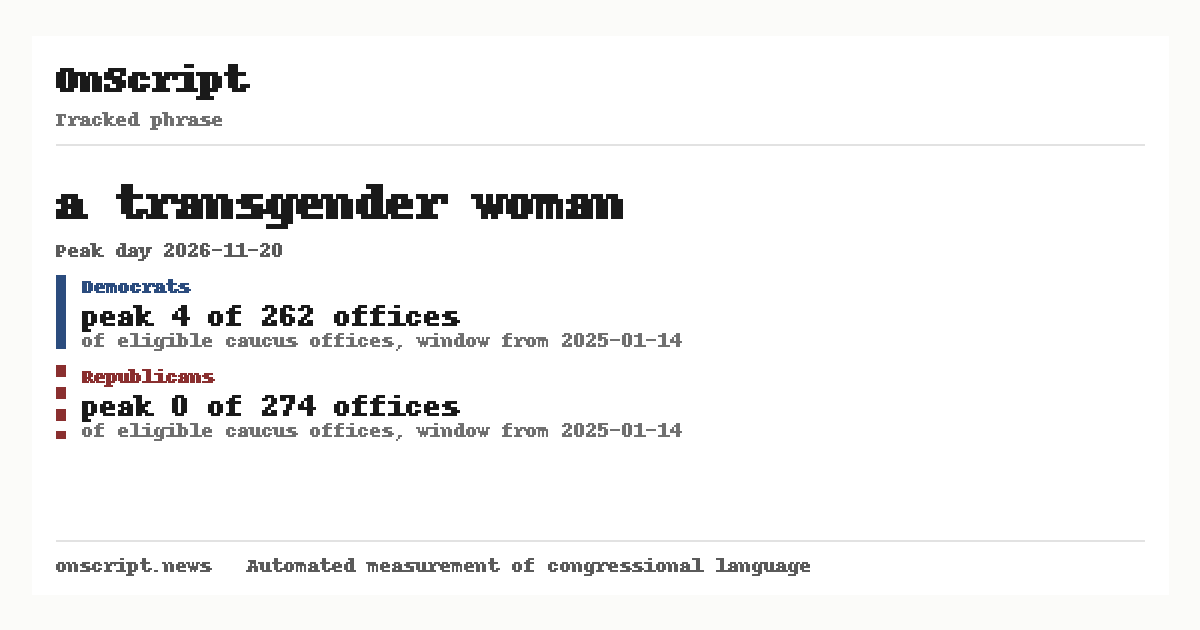 OnScript
Tracked phrase
a transgender woman
Peak day 2026-11-20
Democrats
peak 4 of 262 offices
of eligible caucus offices, window from 2025-01-14
Republicans
peak 0 of 274 offices
of eligible caucus offices, window from 2025-01-14
onscript.news Automated measurement of congressional language